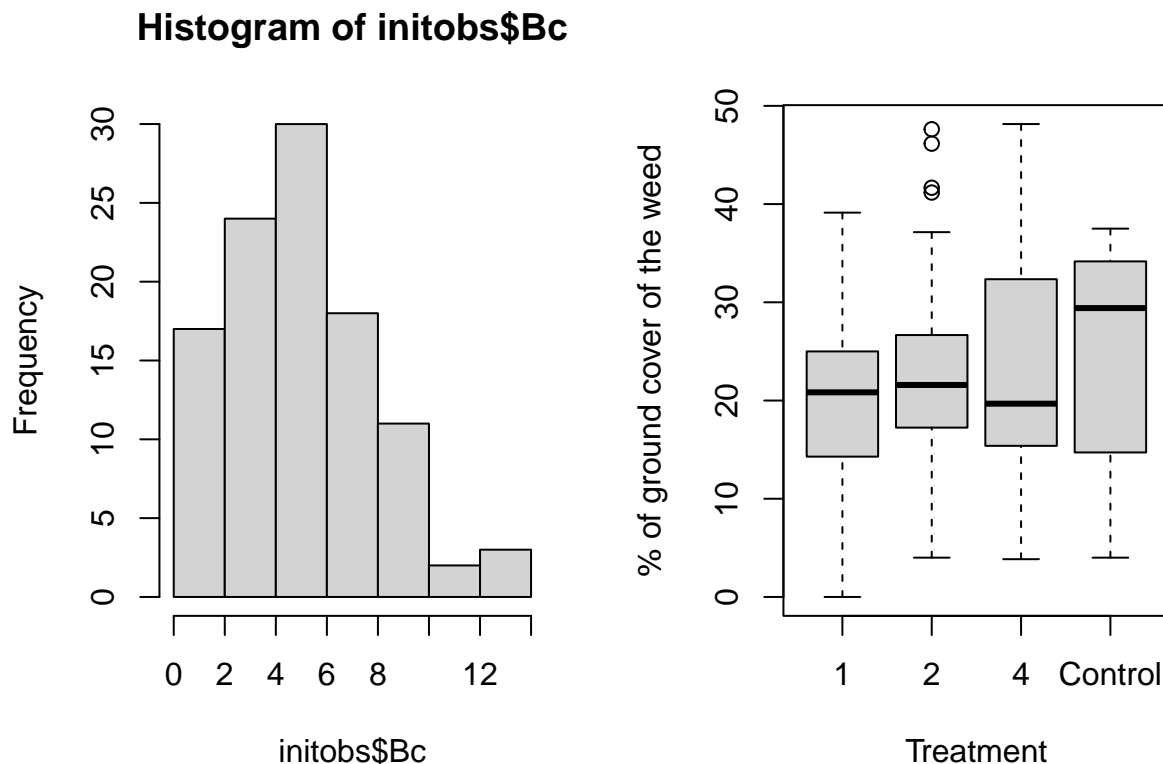 Histogram of initobs$Bc
Frequency
0 5 10 15 20 25 30
0 2 4 6 8 12
initobs$Bc
% of ground cover of the weed
0 10 20 30 40 50
1 2 4 Control
Treatment